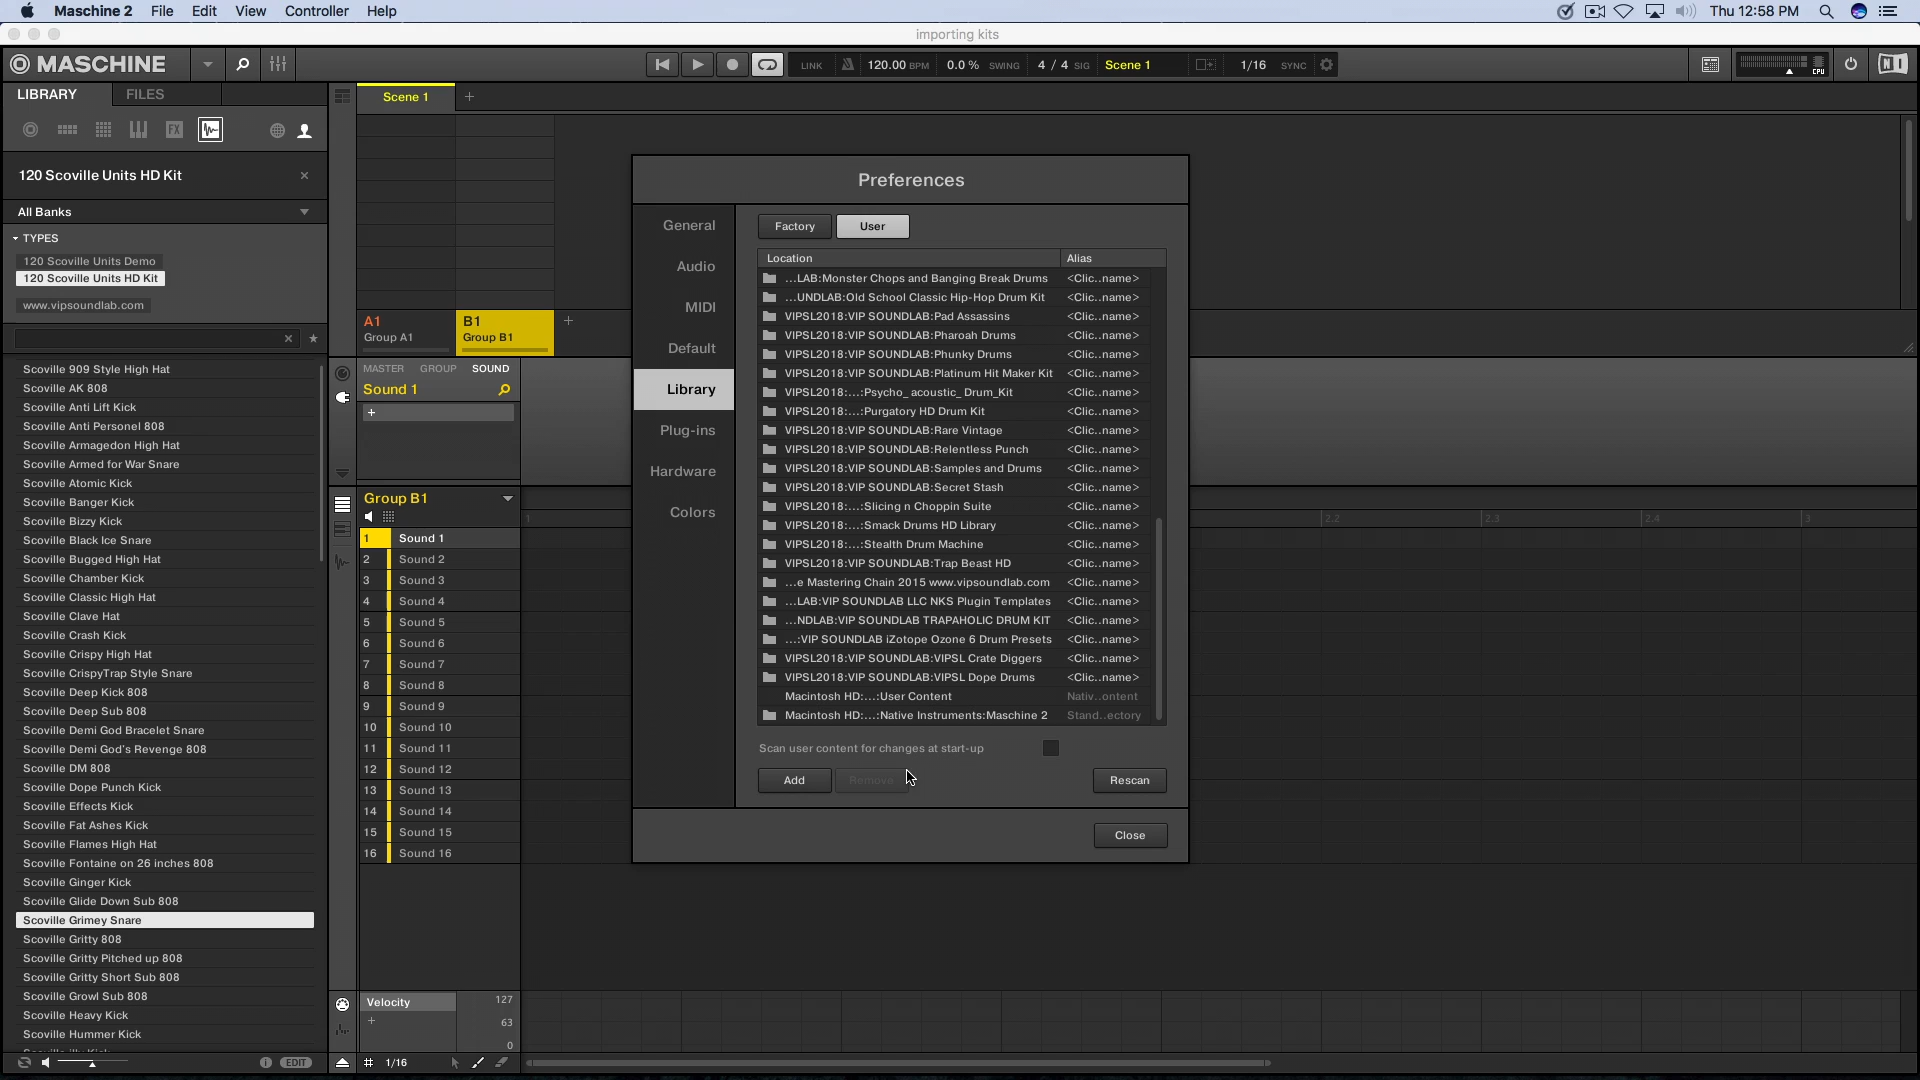 Maschine 2 File Edit View Controller Help
Thu 12:58 PM
importing kits
MASCHINE
LINK 120.00 BPM 0.0 % SWING 4 / 4 SIG Scene 1 1/16 SYNC
CPU
LIBRARY FILES
Scene 1 +
FX
120 Scoville Units HD Kit ×
All Banks
TYPES
120 Scoville Units Demo
120 Scoville Units HD Kit
www.vipsoundlab.com
Scoville 909 Style High Hat
Scoville AK 808
Scoville Anti Lift Kick
Scoville Anti Personel 808
Scoville Armagedon High Hat
Scoville Armed for War Snare
Scoville Atomic Kick
Scoville Banger Kick
Scoville Bizzy Kick
Scoville Black Ice Snare
Scoville Bugged High Hat
Scoville Chamber Kick
Scoville Classic High Hat
Scoville Clave Hat
Scoville Crash Kick
Scoville Crispy High Hat
Scoville CrispyTrap Style Snare
Scoville Deep Kick 808
Scoville Deep Sub 808
Scoville Demi God Bracelet Snare
Scoville Demi God's Revenge 808
Scoville DM 808
Scoville Dope Punch Kick
Scoville Effects Kick
Scoville Fat Ashes Kick
Scoville Flames High Hat
Scoville Fontaine on 26 inches 808
Scoville Ginger Kick
Scoville Glide Down Sub 808
Scoville Grimey Snare
Scoville Gritty 808
Scoville Gritty Pitched up 808
Scoville Gritty Short Sub 808
Scoville Growl Sub 808
Scoville Heavy Kick
Scoville Hummer Kick
EDIT
A1
Group A1
B1
Group B1
+
MASTER GROUP SOUND
Sound 1
+
Group B1
1 Sound 1
2 Sound 2
3 Sound 3
4 Sound 4
5 Sound 5
6 Sound 6
7 Sound 7
8 Sound 8
9 Sound 9
10 Sound 10
11 Sound 11
12 Sound 12
13 Sound 13
14 Sound 14
15 Sound 15
16 Sound 16
1 2.2 2.3 2.4 3
Velocity 127
+ 63
0
1/16
Preferences
General
Audio
MIDI
Default
Library
Plug-ins
Hardware
Colors
Factory User
Location Alias
...LAB:Monster Chops and Banging Break Drums <Clic..name>
...UNDLAB:Old School Classic Hip-Hop Drum Kit <Clic..name>
VIPSL2018:VIP SOUNDLAB:Pad Assassins <Clic..name>
VIPSL2018:VIP SOUNDLAB:Pharoah Drums <Clic..name>
VIPSL2018:VIP SOUNDLAB:Phunky Drums <Clic..name>
VIPSL2018:VIP SOUNDLAB:Platinum Hit Maker Kit <Clic..name>
VIPSL2018:...:Psycho_ acoustic_ Drum_Kit <Clic..name>
VIPSL2018:...:Purgatory HD Drum Kit <Clic..name>
VIPSL2018:VIP SOUNDLAB:Rare Vintage <Clic..name>
VIPSL2018:VIP SOUNDLAB:Relentless Punch <Clic..name>
VIPSL2018:VIP SOUNDLAB:Samples and Drums <Clic..name>
VIPSL2018:VIP SOUNDLAB:Secret Stash <Clic..name>
VIPSL2018:...:Slicing n Choppin Suite <Clic..name>
VIPSL2018:...:Smack Drums HD Library <Clic..name>
VIPSL2018:...:Stealth Drum Machine <Clic..name>
VIPSL2018:VIP SOUNDLAB:Trap Beast HD <Clic..name>
...e Mastering Chain 2015 www.vipsoundlab.com <Clic..name>
...LAB:VIP SOUNDLAB LLC NKS Plugin Templates <Clic..name>
...NDLAB:VIP SOUNDLAB TRAPAHOLIC DRUM KIT <Clic..name>
...:VIP SOUNDLAB iZotope Ozone 6 Drum Presets <Clic..name>
VIPSL2018:VIP SOUNDLAB:VIPSL Crate Diggers <Clic..name>
VIPSL2018:VIP SOUNDLAB:VIPSL Dope Drums <Clic..name>
Macintosh HD:...:User Content Nativ..ontent
Macintosh HD:...:Native Instruments:Maschine 2 Stand..ectory
Scan user content for changes at start-up
Add Remove Rescan
Close